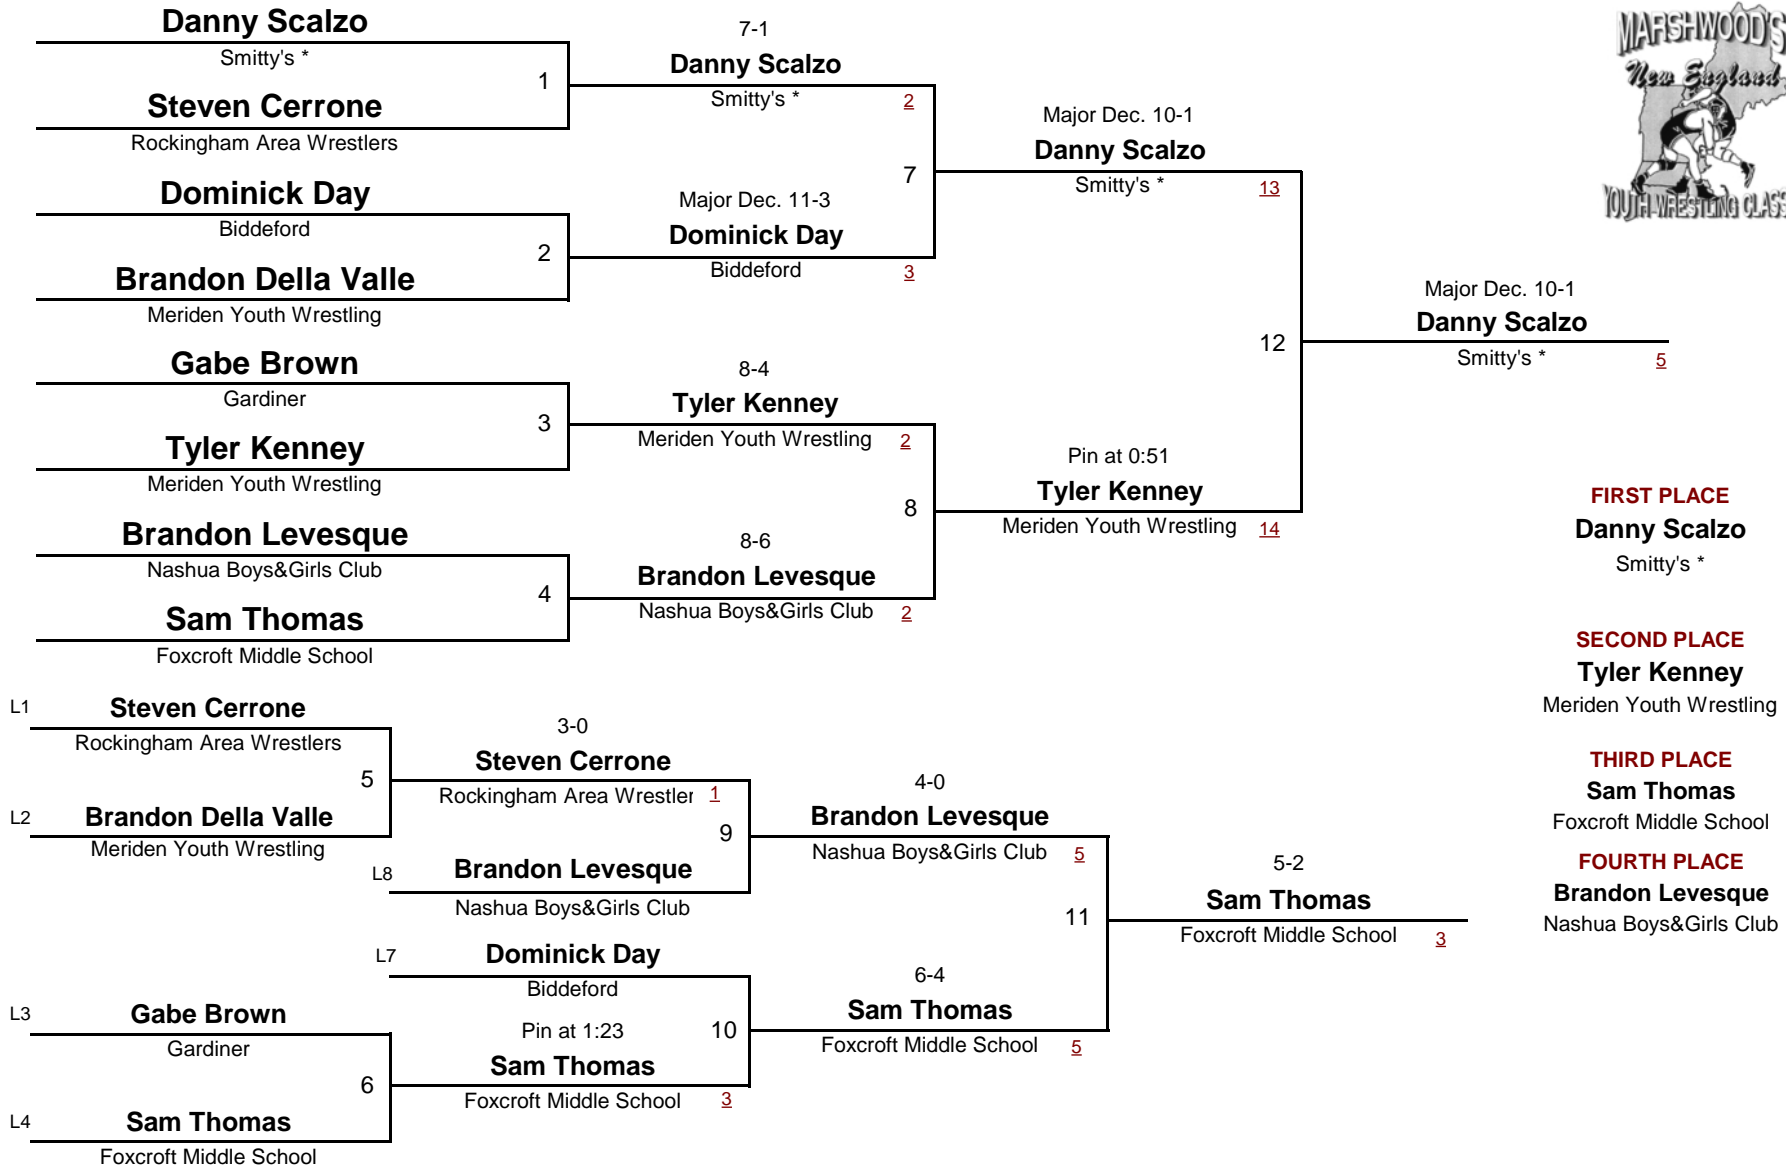 Danny Scalzo
Smitty's *
1
Steven Cerrone
Rockingham Area Wrestlers
Dominick Day
Biddeford
2
Brandon Della Valle
Meriden Youth Wrestling
Gabe Brown
Gardiner
3
Tyler Kenney
Meriden Youth Wrestling
Brandon Levesque
Nashua Boys&Girls Club
4
Sam Thomas
Foxcroft Middle School
7-1
Danny Scalzo
Smitty's * 2
7
Major Dec. 11-3
Dominick Day
Biddeford 3
8-4
Tyler Kenney
Meriden Youth Wrestling 2
8
8-6
Brandon Levesque
Nashua Boys&Girls Club 2
Major Dec. 10-1
Danny Scalzo
Smitty's * 13
12
Pin at 0:51
Tyler Kenney
Meriden Youth Wrestling 14
Major Dec. 10-1
Danny Scalzo
Smitty's * 5
MARSHWOOD'S
New England
YOUTH WRESTLING CLASS
FIRST PLACE
Danny Scalzo
Smitty's *
SECOND PLACE
Tyler Kenney
Meriden Youth Wrestling
THIRD PLACE
Sam Thomas
Foxcroft Middle School
FOURTH PLACE
Brandon Levesque
Nashua Boys&Girls Club
L1 Steven Cerrone
Rockingham Area Wrestlers
5
L2 Brandon Della Valle
Meriden Youth Wrestling
L3 Gabe Brown
Gardiner
6
L4 Sam Thomas
Foxcroft Middle School
3-0
Steven Cerrone
Rockingham Area Wrestler 1
9
L8 Brandon Levesque
Nashua Boys&Girls Club
L7 Dominick Day
Biddeford
Pin at 1:23 10
Sam Thomas
Foxcroft Middle School 3
4-0
Brandon Levesque
Nashua Boys&Girls Club 5
11
6-4
Sam Thomas
Foxcroft Middle School 5
5-2
Sam Thomas
Foxcroft Middle School 3